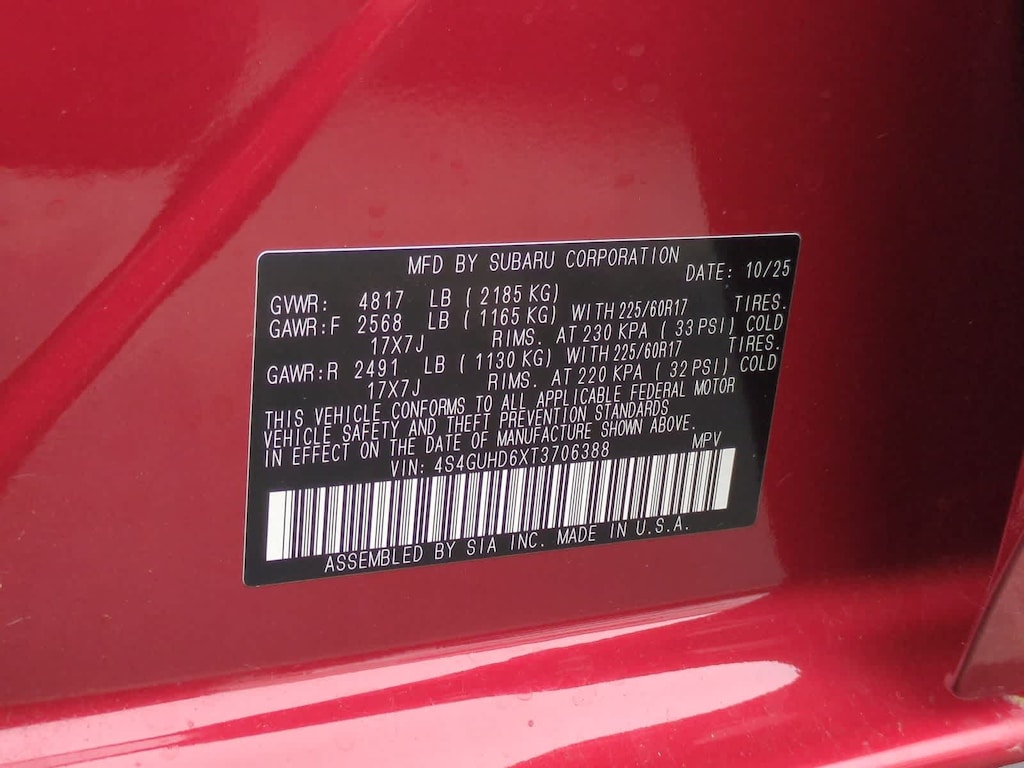 MFD BY SUBARU CORPORATION DATE: 10/25
GVWR: 4817 LB ( 2185 KG)
GAWR:F 2568 LB ( 1165 KG) WITH 225/60R17 TIRES.
17X7J RIMS. AT 230 KPA ( 33 PSI) COLD
GAWR:R 2491 LB ( 1130 KG) WITH 225/60R17 TIRES.
17X7J RIMS. AT 220 KPA ( 32 PSI) COLD
THIS VEHICLE CONFORMS TO ALL APPLICABLE FEDERAL MOTOR
VEHICLE SAFETY AND THEFT PREVENTION STANDARDS
IN EFFECT ON THE DATE OF MANUFACTURE SHOWN ABOVE.
VIN: 4S4GUHD6XT3706388 MPV
ASSEMBLED BY SIA INC. MADE IN U.S.A.